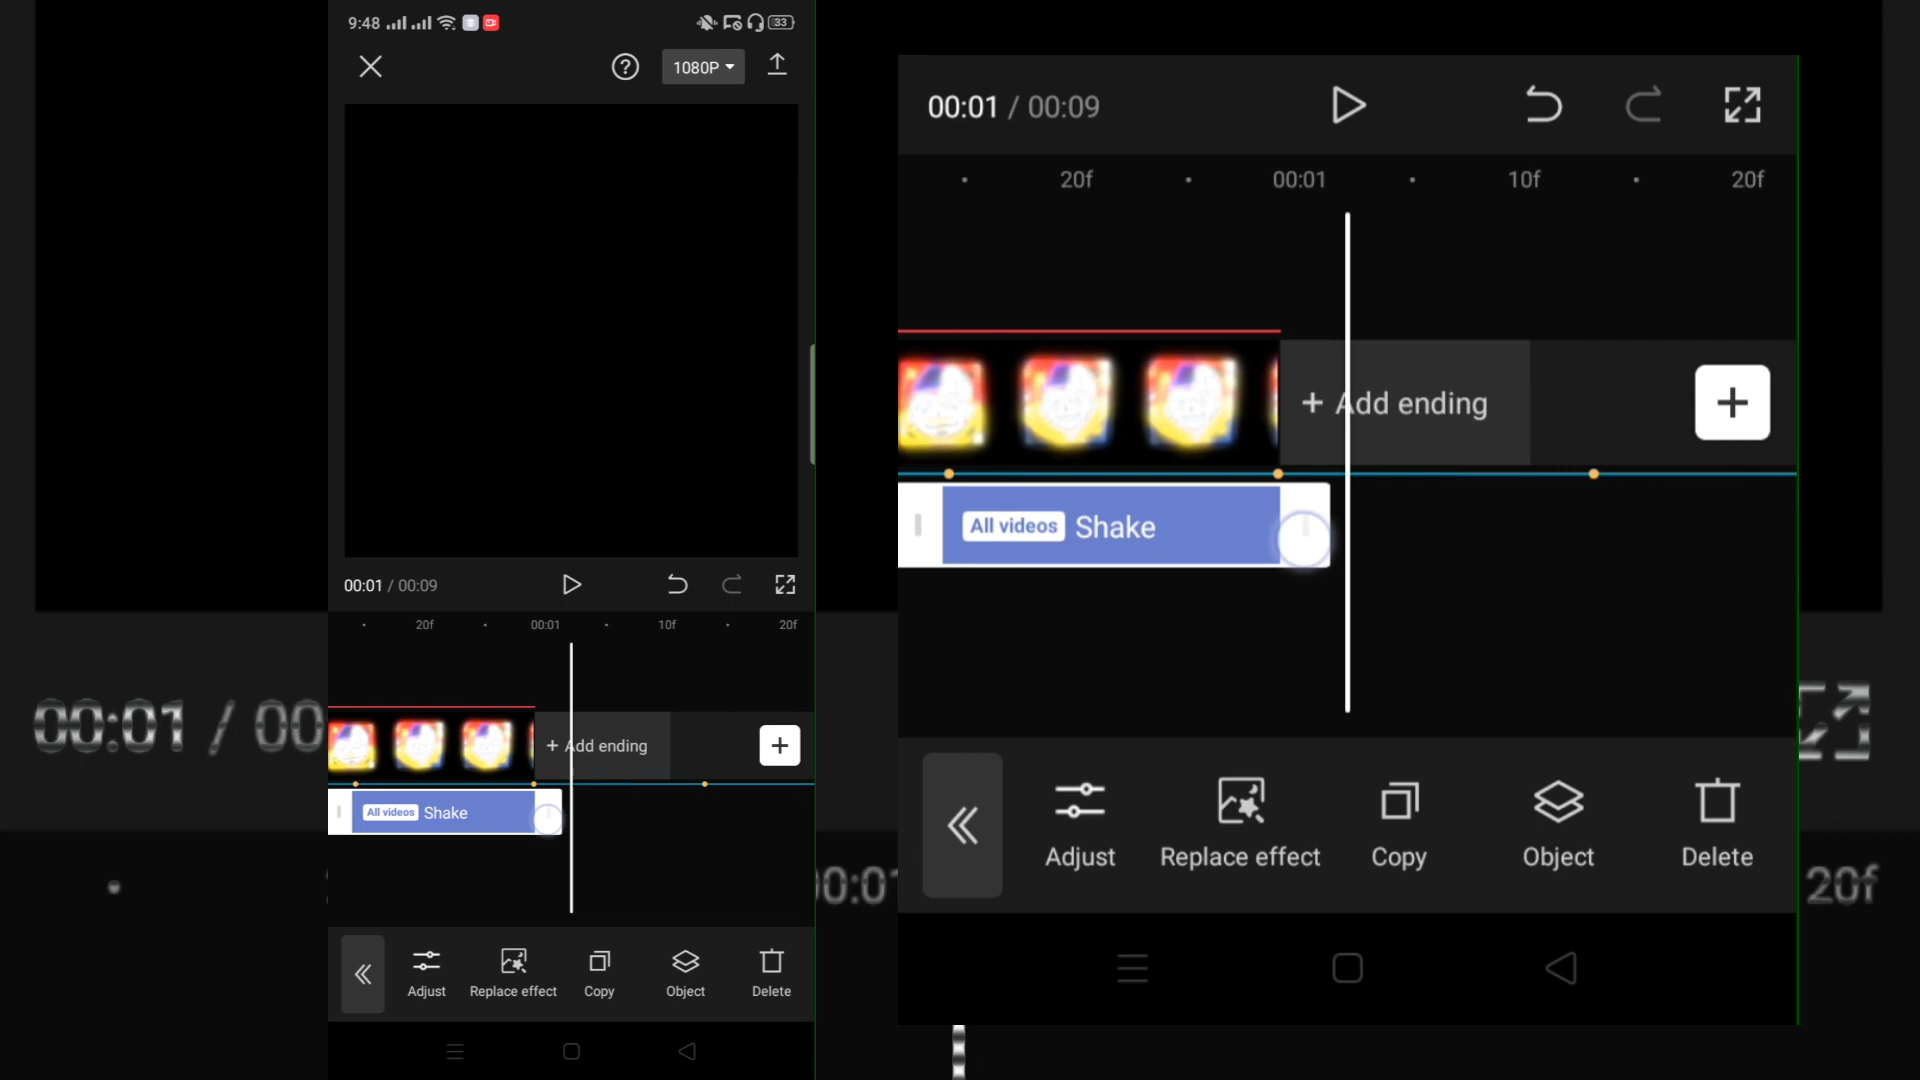 9:48
33
1080P
00:01 / 00:09
20f
00:01
10f
20f
+ Add ending
+
All videos Shake
Adjust
Replace effect
Copy
Object
Delete
00:01 / 00:09
20f
00:01
10f
20f
+ Add ending
+
All videos Shake
Adjust
Replace effect
Copy
Object
Delete
00:01 / 00
00:01
20f